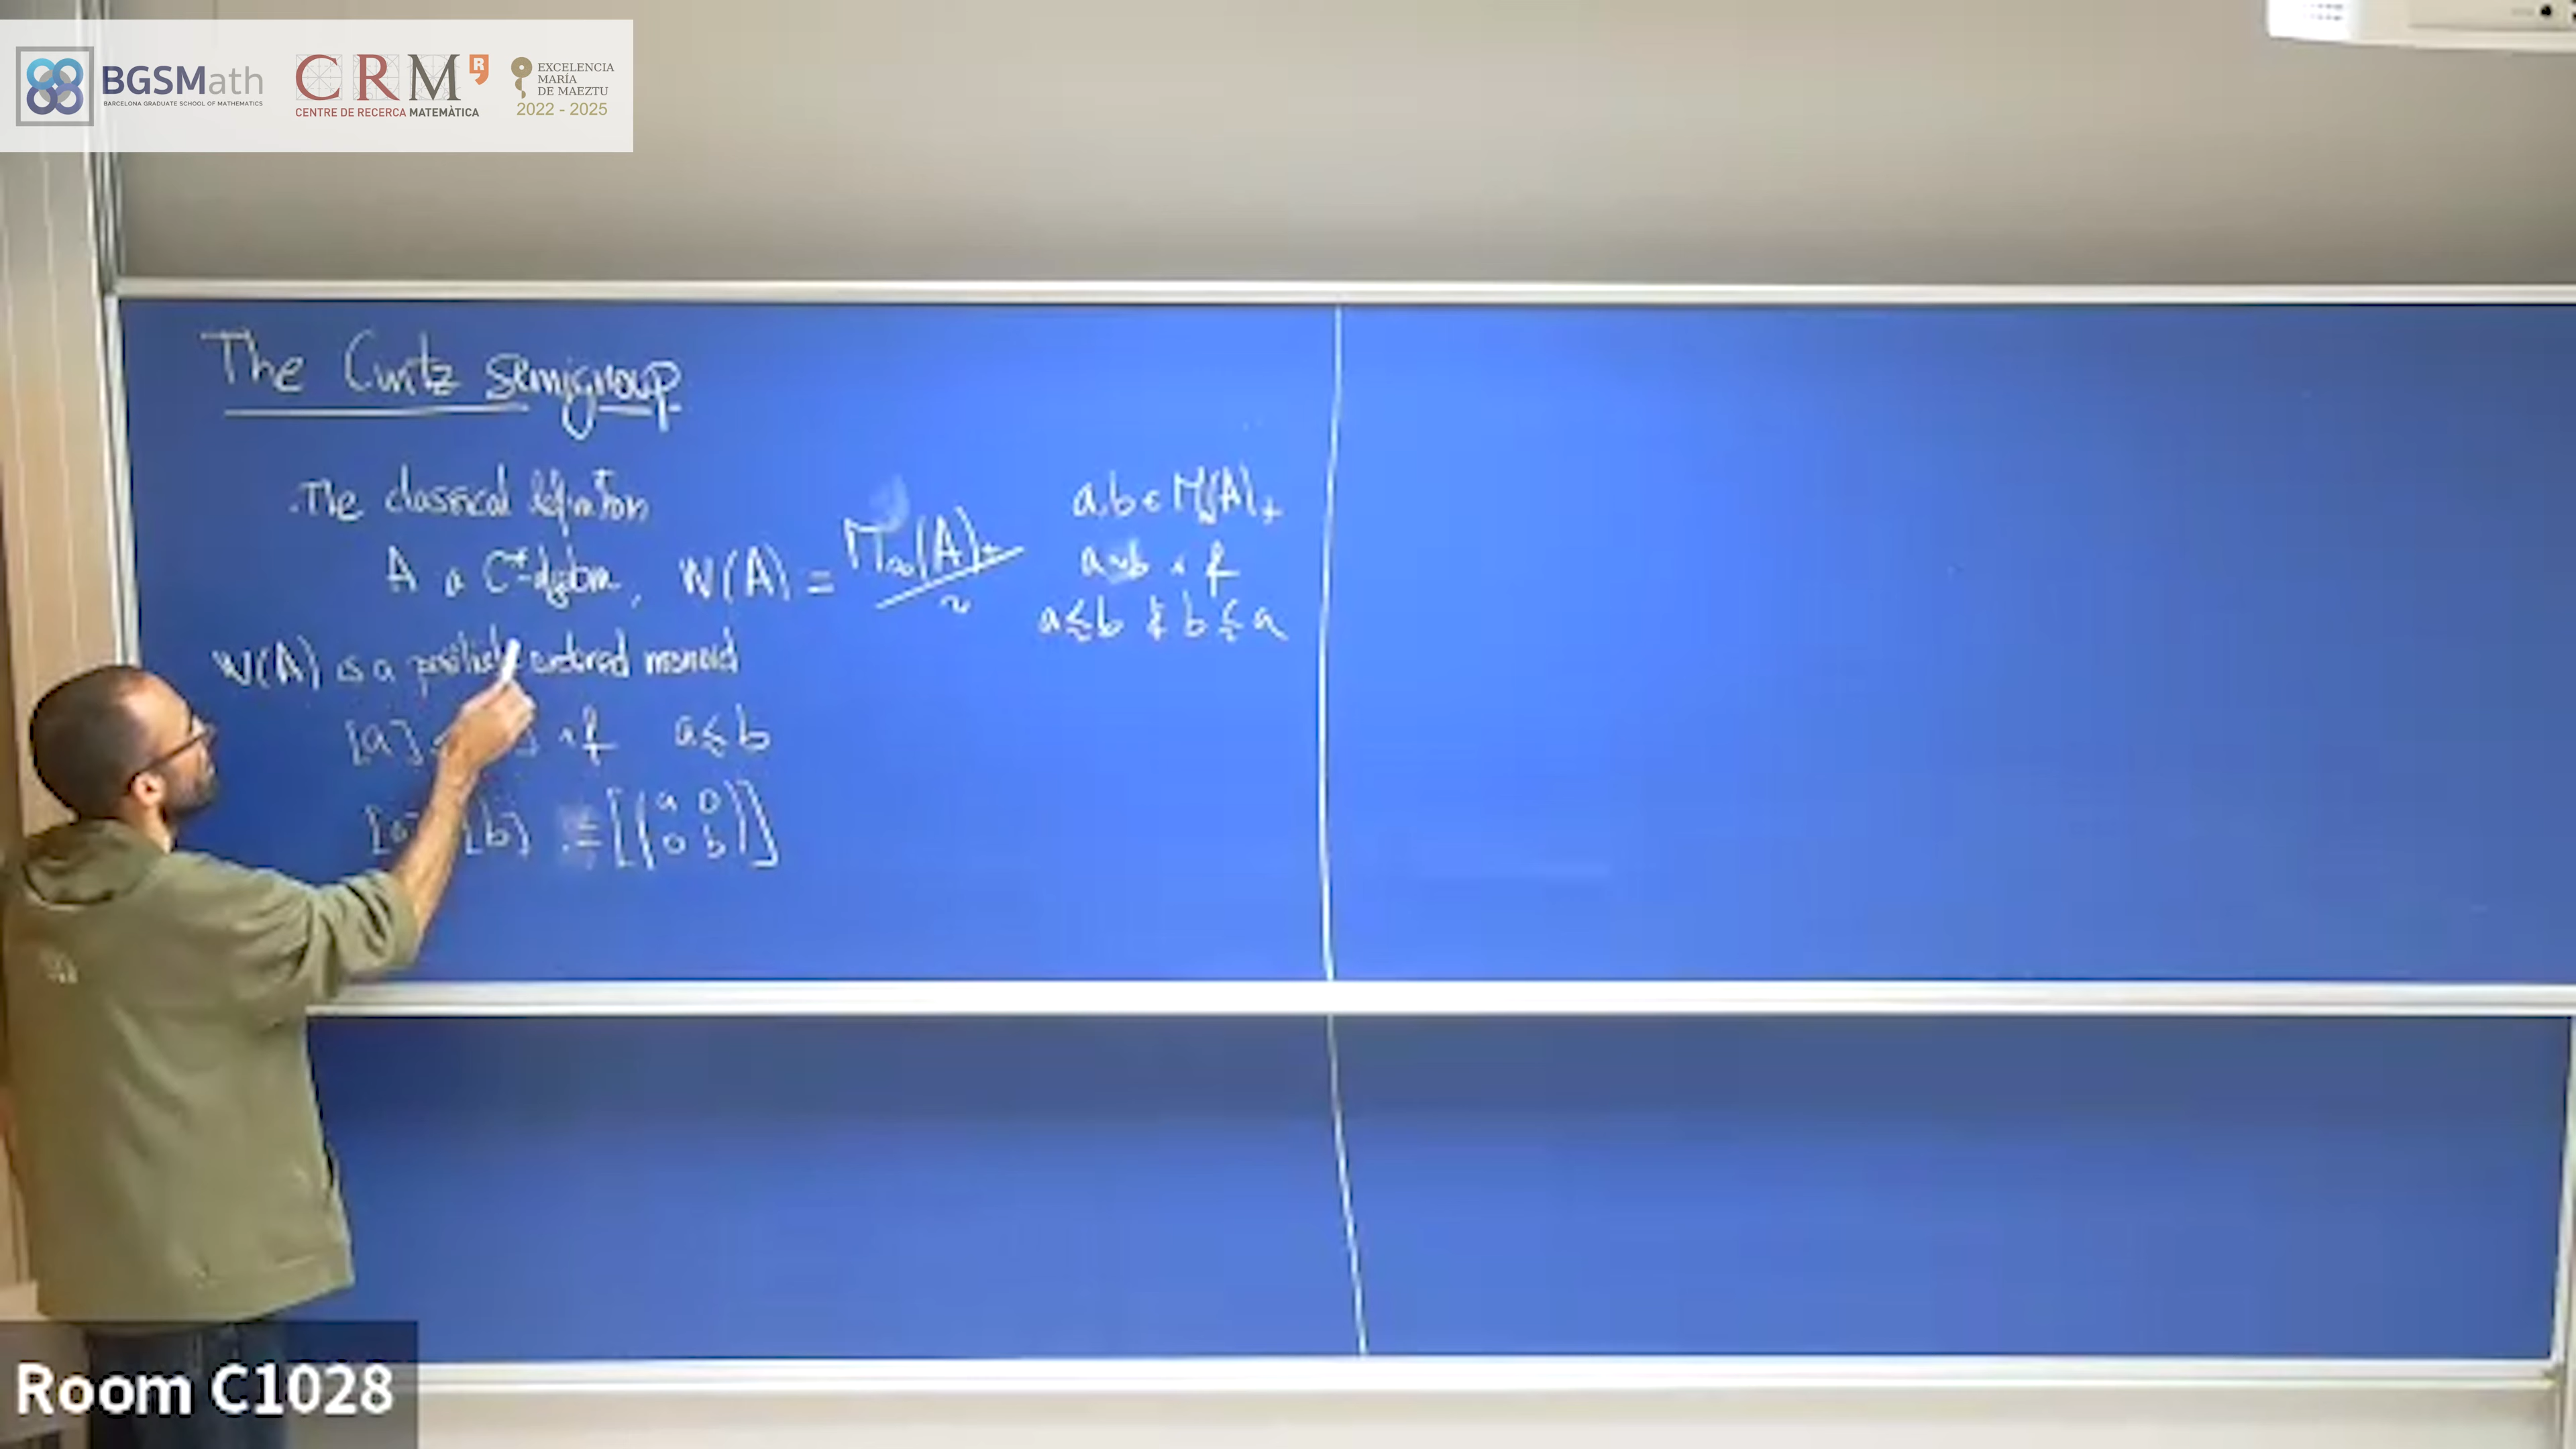 BGSMath
BARCELONA GRADUATE SCHOOL OF MATHEMATICS
CRMR
CENTRE DE RECERCA MATEMÀTICA
EXCELENCIA
MARÍA
DE MAEZTU
2022 - 2025
The Cuntz semigroup
.The classical definition
A a C*-algebra, W(A) = M∞(A)+ / ~
a,b ∈ M∞(A)+
a~b if
a≲b & b≲a
W(A) is a positively ordered monoid
[a] if a≲b
[b] := [(a 0
0 b)]
Room C1028